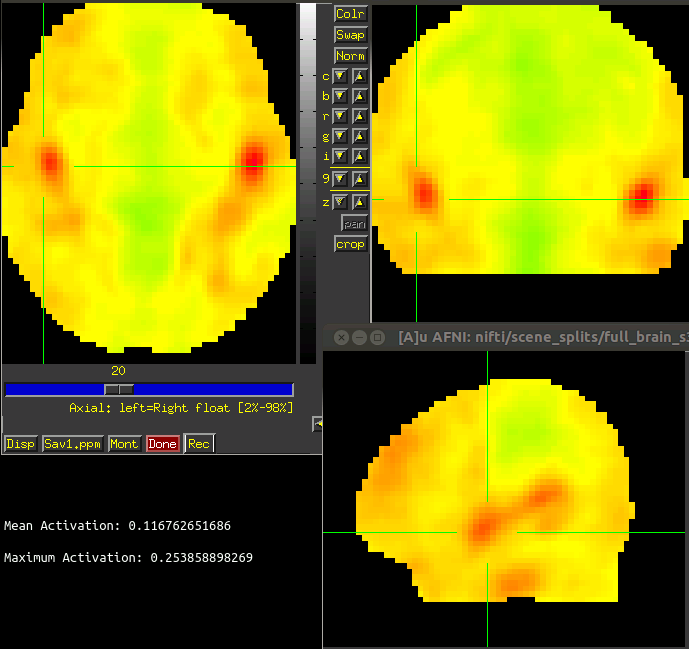 Colr
Swap
Norm
c
b
r
g
i
9
z
pan
crop
20
Axial: left=Right float [2%-98%]
Disp
Sav1.ppm
Mont
Done
Rec
[A]u AFNI: nifti/scene_splits/full_brain_s
Mean Activation: 0.116762651686
Maximum Activation: 0.253858898269